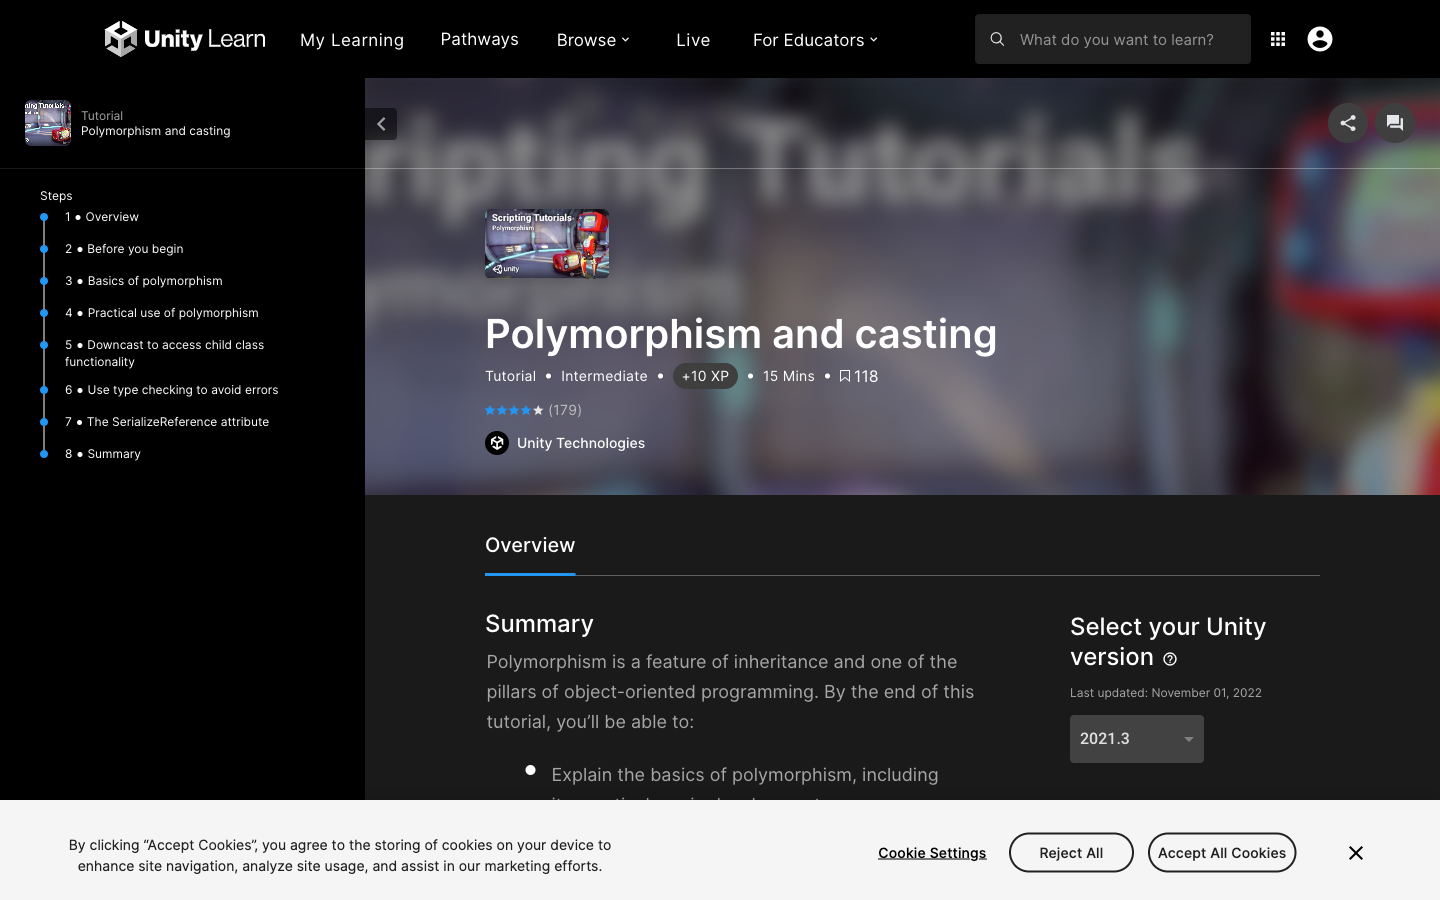 Unity Learn
My Learning
Pathways
Browse
Live
For Educators
What do you want to learn?
Tutorial
Polymorphism and casting
Steps
1 ● Overview
2 ● Before you begin
3 ● Basics of polymorphism
4 ● Practical use of polymorphism
5 ● Downcast to access child class
functionality
6 ● Use type checking to avoid errors
7 ● The SerializeReference attribute
8 ● Summary
ripting Tutorials
ymorphism
Scripting Tutorials
Polymorphism
unity
Polymorphism and casting
Tutorial • Intermediate • +10 XP • 15 Mins • 118
(179)
Unity Technologies
Overview
Summary
Polymorphism is a feature of inheritance and one of the
pillars of object-oriented programming. By the end of this
tutorial, you’ll be able to:
● Explain the basics of polymorphism, including
Select your Unity
version
Last updated: November 01, 2022
2021.3
By clicking “Accept Cookies”, you agree to the storing of cookies on your device to
enhance site navigation, analyze site usage, and assist in our marketing efforts.
Cookie Settings
Reject All
Accept All Cookies